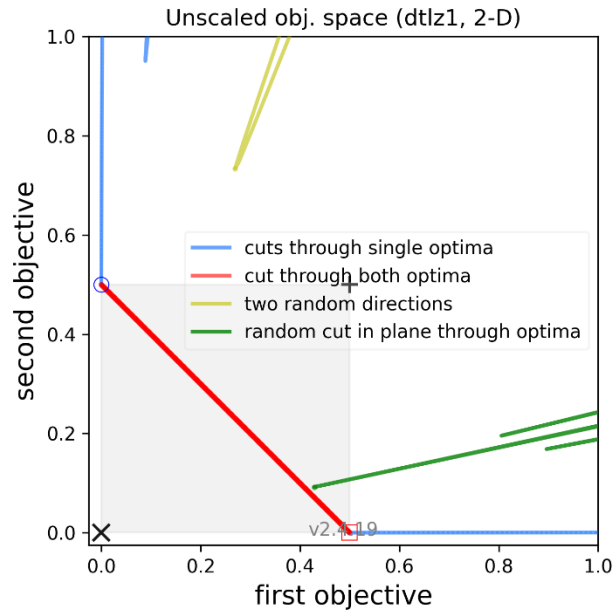 Unscaled obj. space (dtlz1, 2-D)
1.0
0.8
0.6
0.4
0.2
0.0
second objective
cuts through single optima
cut through both optima
two random directions
random cut in plane through optima
v2.4.19
0.0 0.2 0.4 0.6 0.8 1.0
first objective